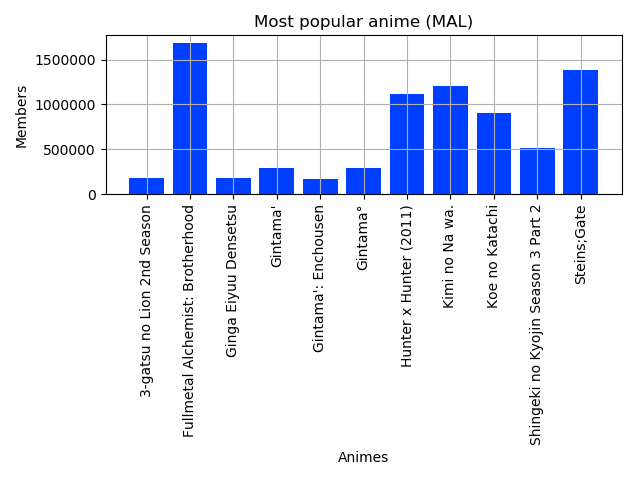 Most popular anime (MAL)
Members
1500000
1000000
500000
0
3-gatsu no Lion 2nd Season
Fullmetal Alchemist: Brotherhood
Ginga Eiyuu Densetsu
Gintama'
Gintama': Enchousen
Gintama°
Hunter x Hunter (2011)
Kimi no Na wa.
Koe no Katachi
Shingeki no Kyojin Season 3 Part 2
Steins;Gate
Animes